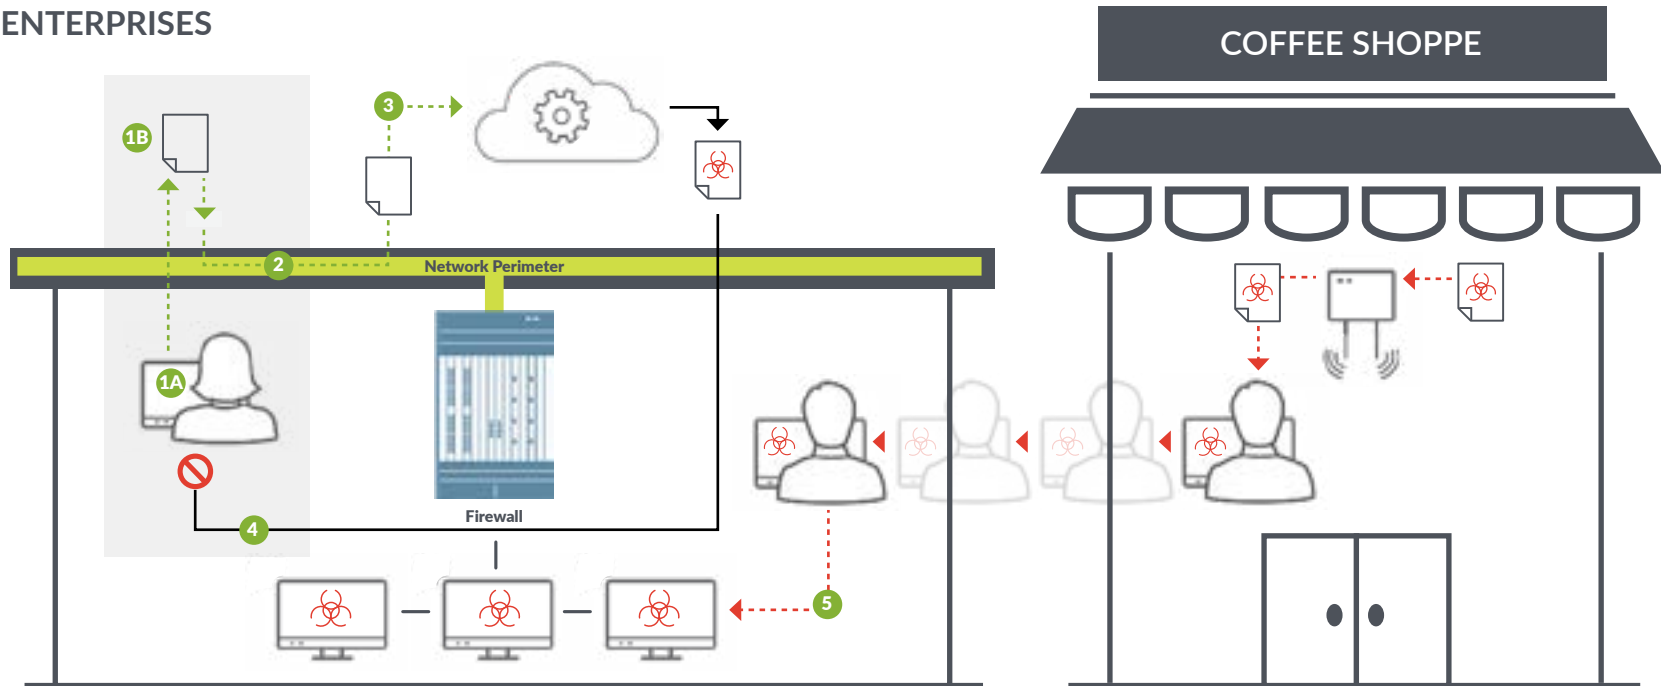 ENTERPRISES
COFFEE SHOPPE
3
1B
2
Network Perimeter
1A
Firewall
4
5